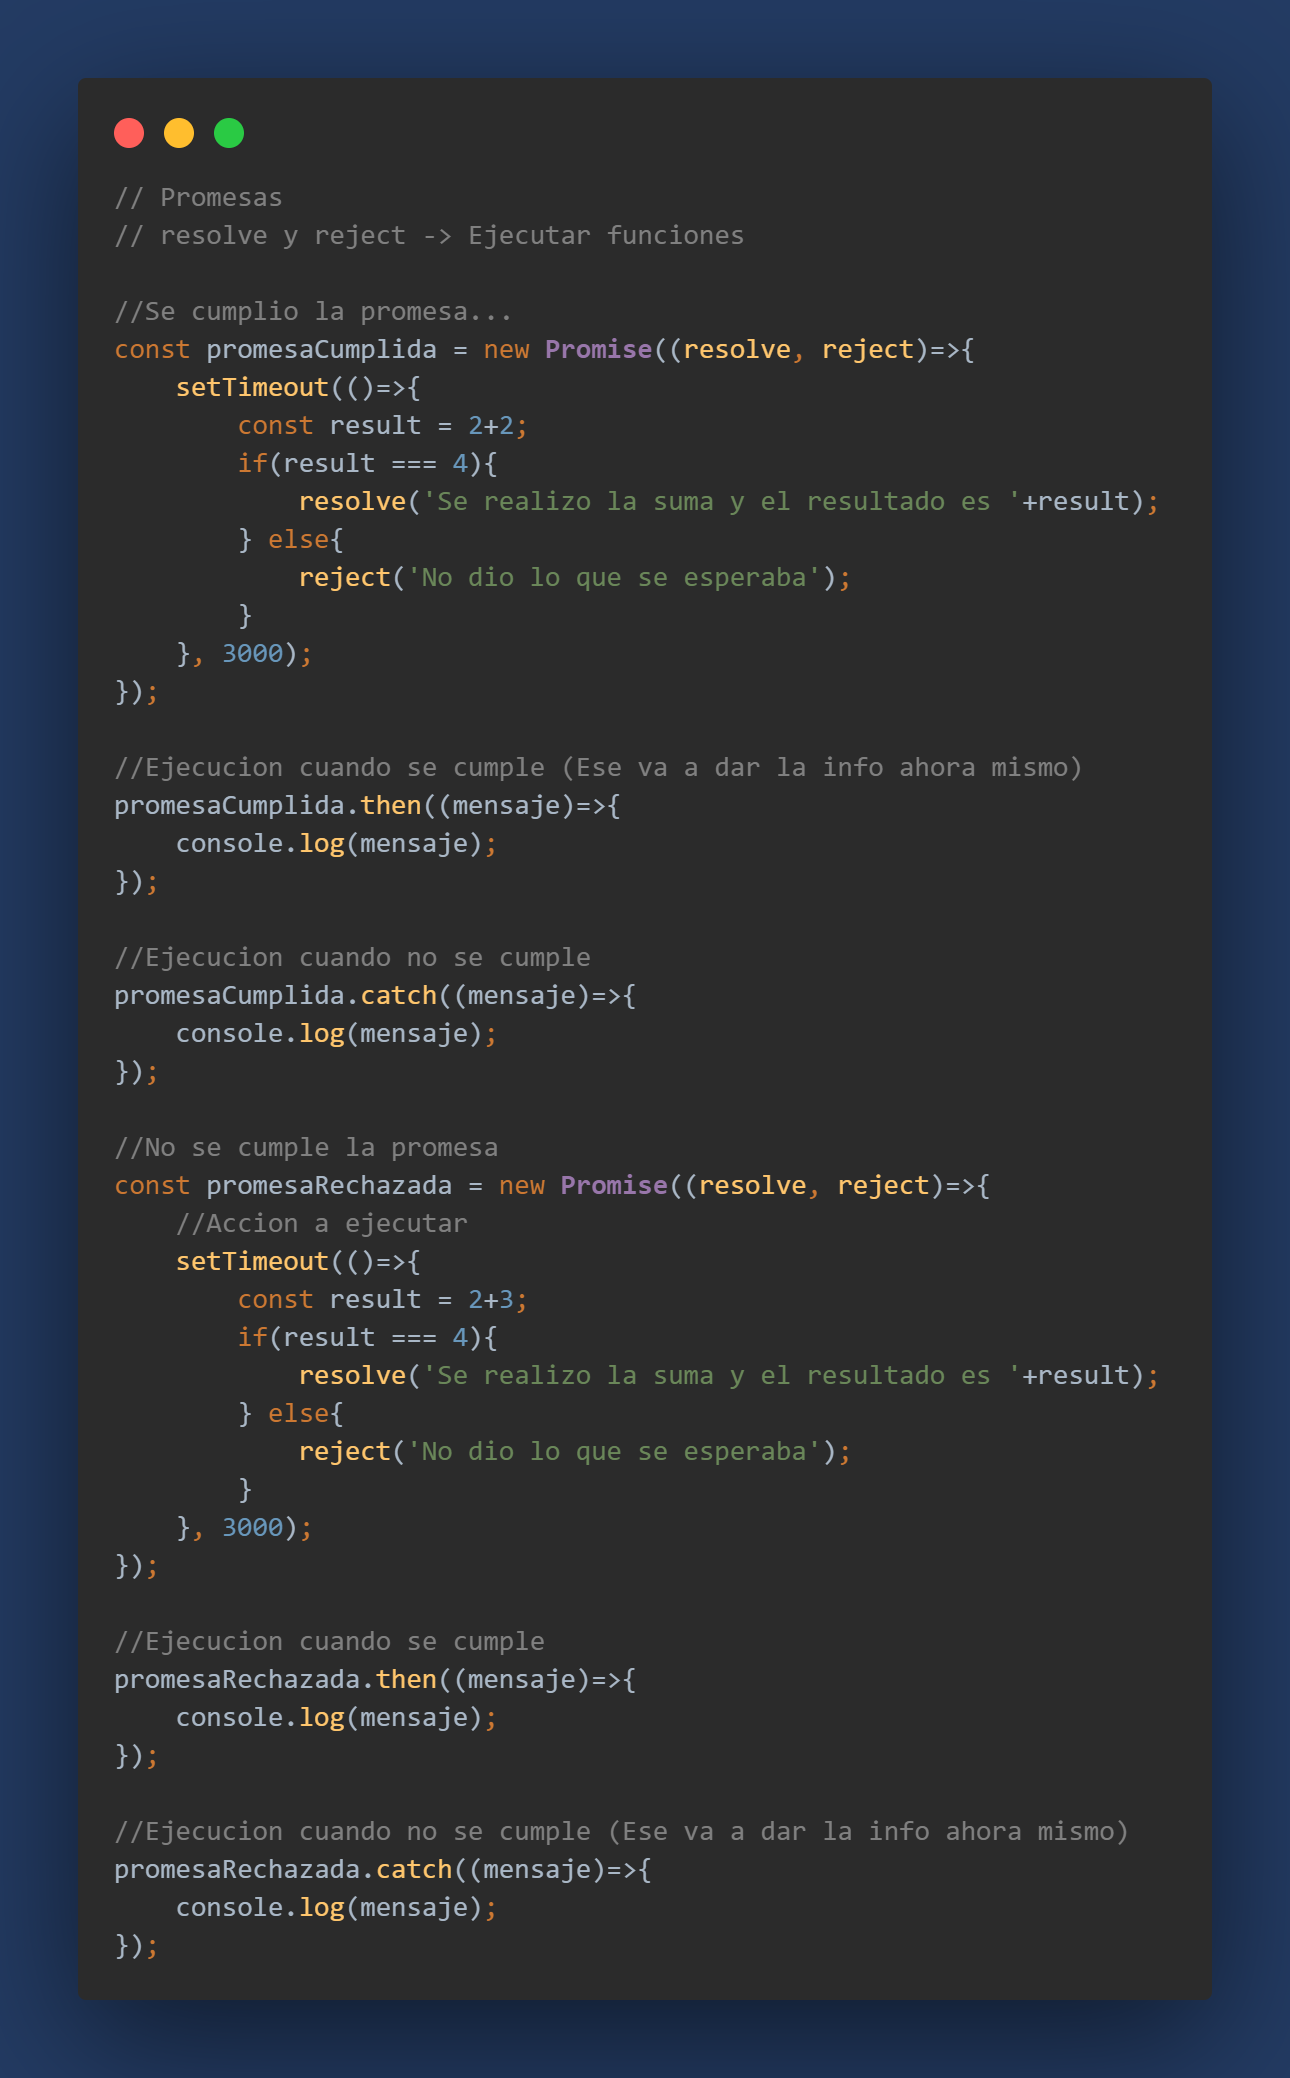 // Promesas
// resolve y reject -> Ejecutar funciones

//Se cumplio la promesa...
const promesaCumplida = new Promise((resolve, reject)=>{
    setTimeout(()=>{
        const result = 2+2;
        if(result === 4){
            resolve('Se realizo la suma y el resultado es '+result);
        } else{
            reject('No dio lo que se esperaba');
        }
    }, 3000);
});

//Ejecucion cuando se cumple (Ese va a dar la info ahora mismo)
promesaCumplida.then((mensaje)=>{
    console.log(mensaje);
});

//Ejecucion cuando no se cumple
promesaCumplida.catch((mensaje)=>{
    console.log(mensaje);
});

//No se cumple la promesa
const promesaRechazada = new Promise((resolve, reject)=>{
    //Accion a ejecutar
    setTimeout(()=>{
        const result = 2+3;
        if(result === 4){
            resolve('Se realizo la suma y el resultado es '+result);
        } else{
            reject('No dio lo que se esperaba');
        }
    }, 3000);
});

//Ejecucion cuando se cumple
promesaRechazada.then((mensaje)=>{
    console.log(mensaje);
});

//Ejecucion cuando no se cumple (Ese va a dar la info ahora mismo)
promesaRechazada.catch((mensaje)=>{
    console.log(mensaje);
});